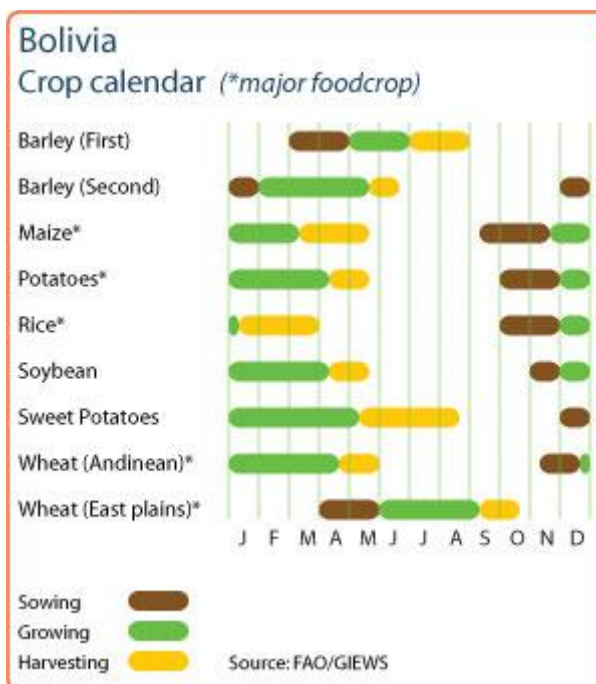 Bolivia
Crop calendar (*major foodcrop)
Barley (First)
Barley (Second)
Maize*
Potatoes*
Rice*
Soybean
Sweet Potatoes
Wheat (Andinean)*
Wheat (East plains)*
J F M A M J J A S O N D
Sowing
Growing
Harvesting
Source: FAO/GIEWS